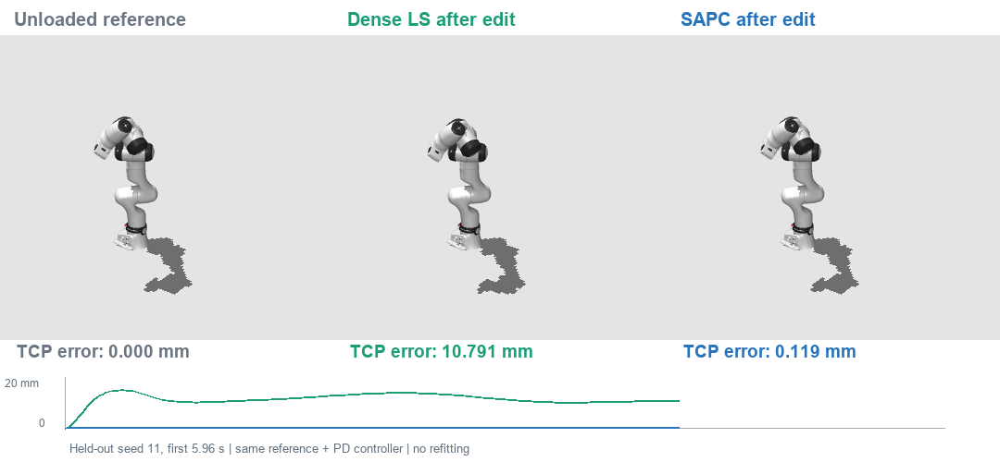 Unloaded reference
Dense LS after edit
SAPC after edit
TCP error: 0.000 mm
TCP error: 10.791 mm
TCP error: 0.119 mm
20 mm
0
Held-out seed 11, first 5.96 s | same reference + PD controller | no refitting